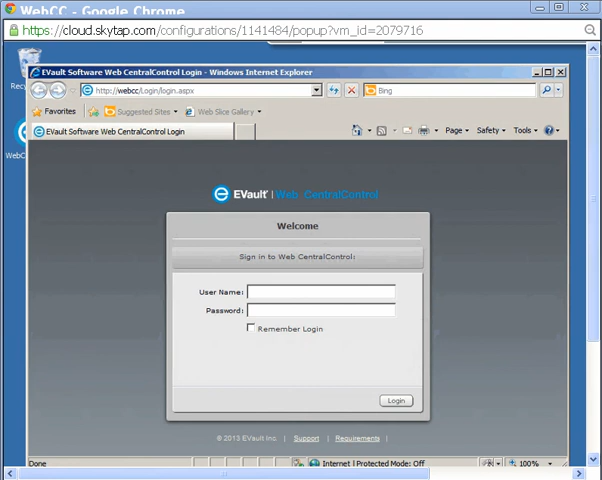 WebCC - Google Chrome
https://cloud.skytap.com/configurations/1141484/popup?vm_id=2079716
EVault Software Web CentralControl Login - Windows Internet Explorer
http://webcc/Login/login.aspx
Bing
Favorites
Suggested Sites
Web Slice Gallery
EVault Software Web CentralControl Login
Page
Safety
Tools
EVault | Web CentralControl
Welcome
Sign in to Web CentralControl:
User Name:
Password:
Remember Login
Login
© 2013 EVault Inc. | Support | Requirements |
Done
Internet | Protected Mode: Off
100%